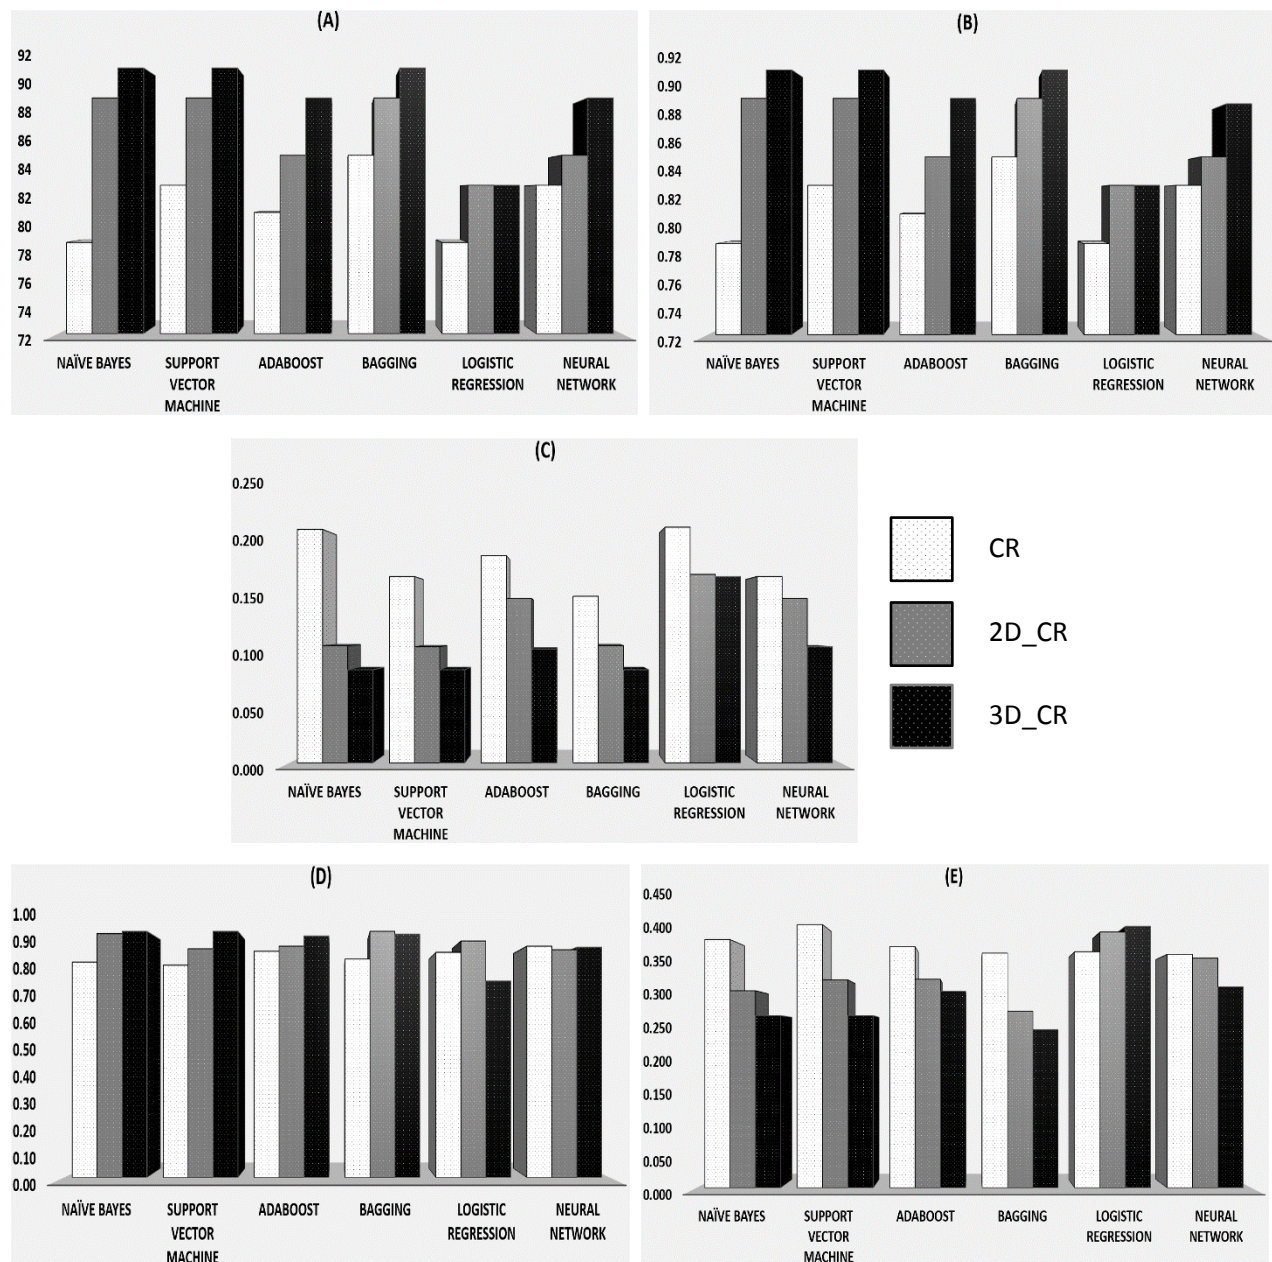 (A)
92
90
88
86
84
82
80
78
76
74
72
NAÏVE BAYES
SUPPORT
VECTOR
MACHINE
ADABOOST
BAGGING
LOGISTIC
REGRESSION
NEURAL
NETWORK
(B)
0.92
0.90
0.88
0.86
0.84
0.82
0.80
0.78
0.76
0.74
0.72
NAÏVE BAYES
SUPPORT
VECTOR
MACHINE
ADABOOST
BAGGING
LOGISTIC
REGRESSION
NEURAL
NETWORK
(C)
0.250
0.200
0.150
0.100
0.050
0.000
NAÏVE BAYES
SUPPORT
VECTOR
MACHINE
ADABOOST
BAGGING
LOGISTIC
REGRESSION
NEURAL
NETWORK
CR
2D_CR
3D_CR
(D)
1.00
0.90
0.80
0.70
0.60
0.50
0.40
0.30
0.20
0.10
0.00
NAÏVE BAYES
SUPPORT
VECTOR
MACHINE
ADABOOST
BAGGING
LOGISTIC
REGRESSION
NEURAL
NETWORK
(E)
0.450
0.400
0.350
0.300
0.250
0.200
0.150
0.100
0.050
0.000
NAÏVE BAYES
SUPPORT
VECTOR
MACHINE
ADABOOST
BAGGING
LOGISTIC
REGRESSION
NEURAL
NETWORK